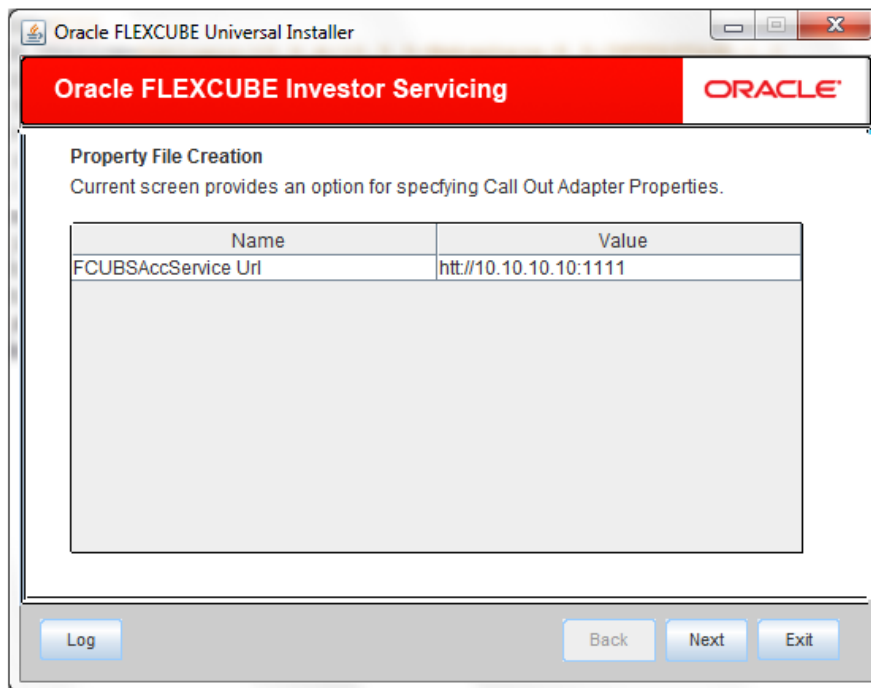 Oracle FLEXCUBE Universal Installer
Oracle FLEXCUBE Investor Servicing
ORACLE
Property File Creation
Current screen provides an option for specfying Call Out Adapter Properties.
Name Value
FCUBSAccService Url htt://10.10.10.10:1111
Log Back Next Exit